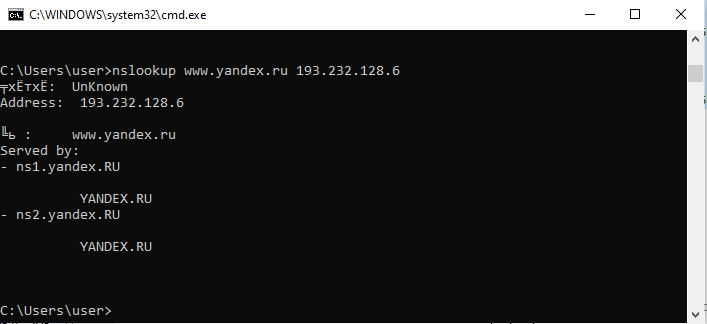 C:\WINDOWS\system32\cmd.exe
C:\Users\user>nslookup www.yandex.ru 193.232.128.6
╤хЁтхЁ: UnKnown
Address: 193.232.128.6
╚ь : www.yandex.ru
Served by:
- ns1.yandex.RU
YANDEX.RU
- ns2.yandex.RU
YANDEX.RU
C:\Users\user>